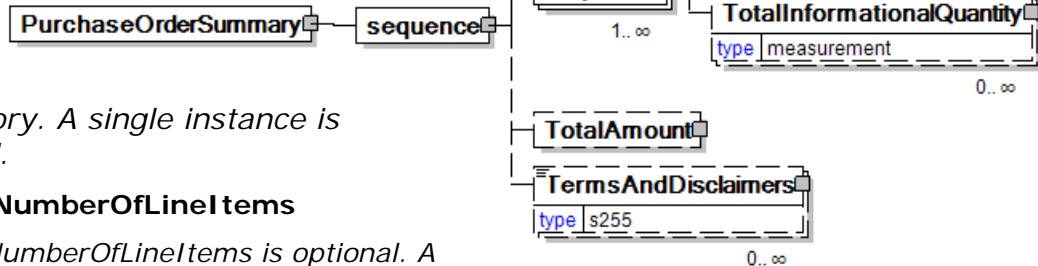 PurchaseOrderSummary
sequence
1.. ∞
TotalInformationalQuantity
type measurement
0.. ∞
TotalAmount
TermsAndDisclaimers
type s255
0.. ∞
ory. A single instance is
NumberOfLineItems
NumberOfLineItems is optional. A